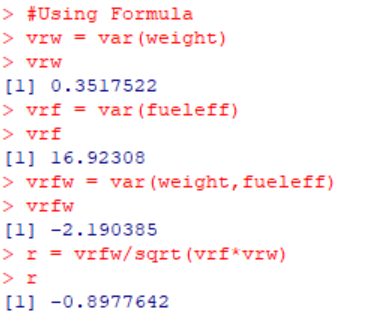 > #Using Formula
> vrw = var(weight)
> vrw
[1] 0.3517522
> vrf = var(fueleff)
> vrf
[1] 16.92308
> vrfw = var(weight,fueleff)
> vrfw
[1] -2.190385
> r = vrfw/sqrt(vrf*vrw)
> r
[1] -0.8977642